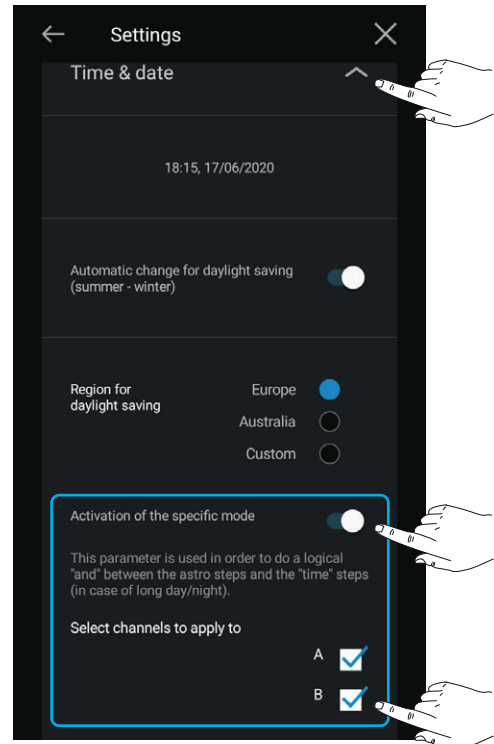 Settings
Time & date
18:15, 17/06/2020
Automatic change for daylight saving
(summer - winter)
Region for
daylight saving
Europe
Australia
Custom
Activation of the specific mode
This parameter is used in order to do a logical
"and" between the astro steps and the "time" steps
(in case of long day/night).
Select channels to apply to
A
B